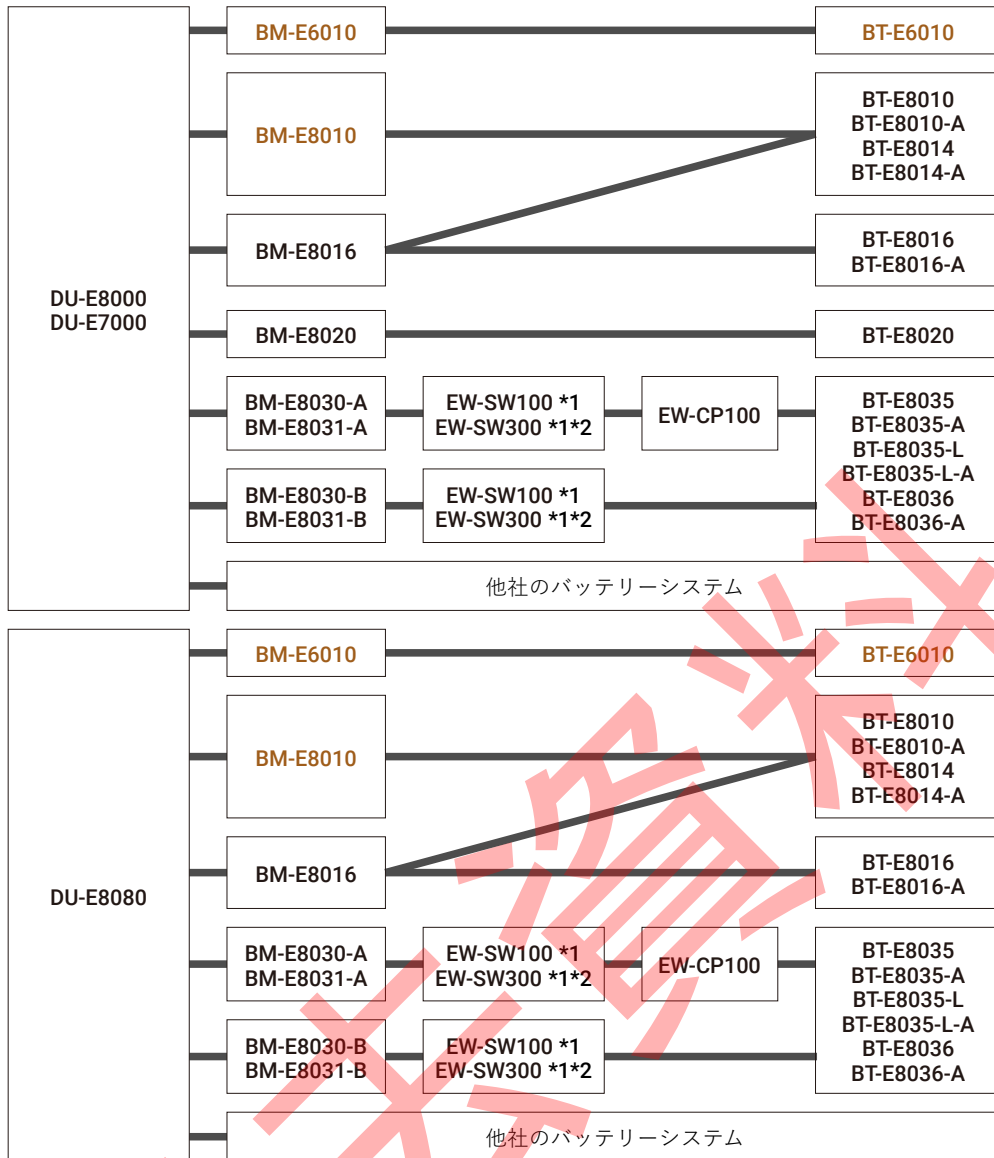 BM-E6010
BT-E6010
BM-E8010
BT-E8010
BT-E8010-A
BT-E8014
BT-E8014-A
BM-E8016
BT-E8016
BT-E8016-A
DU-E8000
DU-E7000
BM-E8020
BT-E8020
BM-E8030-A
BM-E8031-A
EW-SW100 *1
EW-SW300 *1*2
EW-CP100
BT-E8035
BT-E8035-A
BT-E8035-L
BT-E8035-L-A
BT-E8036
BT-E8036-A
BM-E8030-B
BM-E8031-B
EW-SW100 *1
EW-SW300 *1*2
他社のバッテリーシステム
BM-E6010
BT-E6010
BM-E8010
BT-E8010
BT-E8010-A
BT-E8014
BT-E8014-A
BM-E8016
BT-E8016
BT-E8016-A
DU-E8080
BM-E8030-A
BM-E8031-A
EW-SW100 *1
EW-SW300 *1*2
EW-CP100
BT-E8035
BT-E8035-A
BT-E8035-L
BT-E8035-L-A
BT-E8036
BT-E8036-A
BM-E8030-B
BM-E8031-B
EW-SW100 *1
EW-SW300 *1*2
他社のバッテリーシステム
去資料